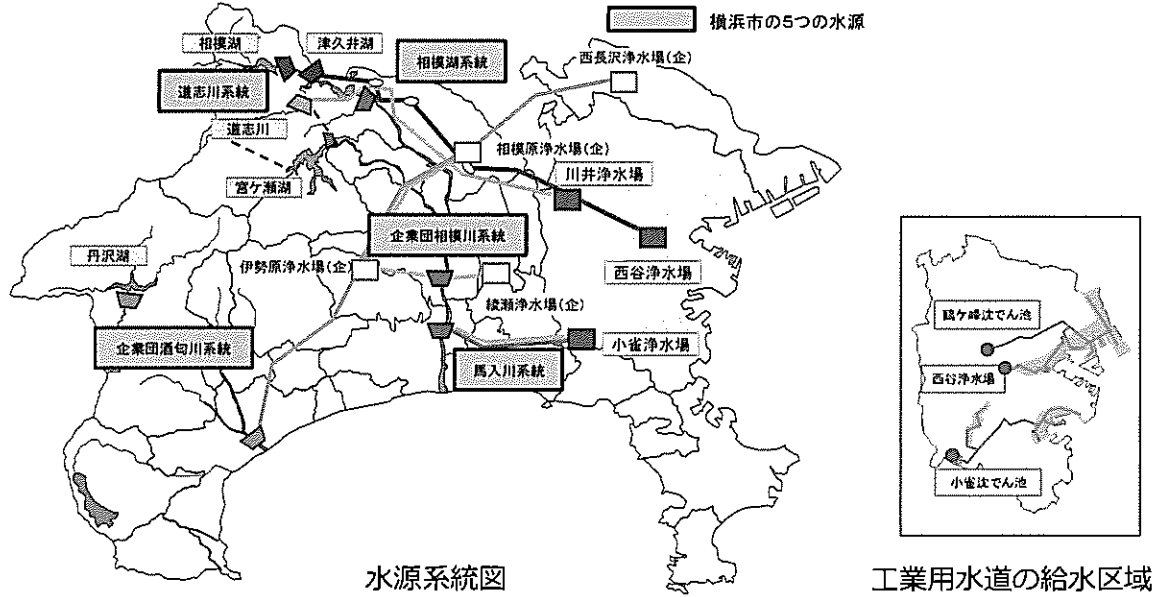 横浜市の5つの水源
相模湖
津久井湖
相模湖系統
西長沢浄水場(企)
道志川系統
道志川
相模原浄水場(企)
川井浄水場
宮ケ瀬湖
企業団相模川系統
丹沢湖
伊勢原浄水場(企)
西谷浄水場
綾瀬浄水場(企)
企業団酒匂川系統
小雀浄水場
馬入川系統
鶴ケ峰沈でん池
西谷浄水場
小雀沈でん池
水源系統図
工業用水道の給水区域